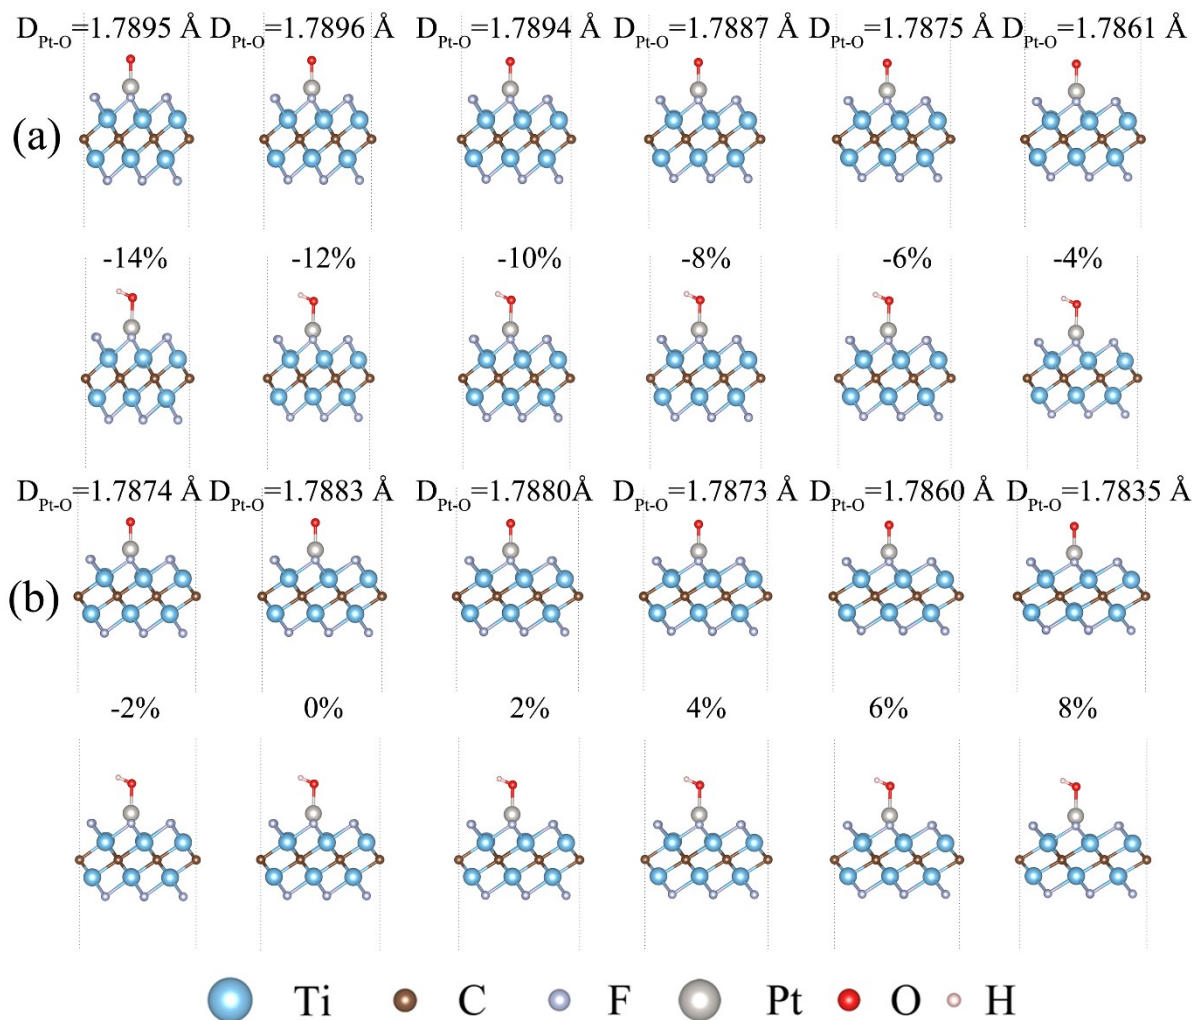 D_Pt-O=1.7895 Å D_Pt-O=1.7896 Å D_Pt-O=1.7894 Å D_Pt-O=1.7887 Å D_Pt-O=1.7875 Å D_Pt-O=1.7861 Å
(a)
-14% -12% -10% -8% -6% -4%
D_Pt-O=1.7874 Å D_Pt-O=1.7883 Å D_Pt-O=1.7880Å D_Pt-O=1.7873 Å D_Pt-O=1.7860 Å D_Pt-O=1.7835 Å
(b)
-2% 0% 2% 4% 6% 8%
Ti C F Pt O H